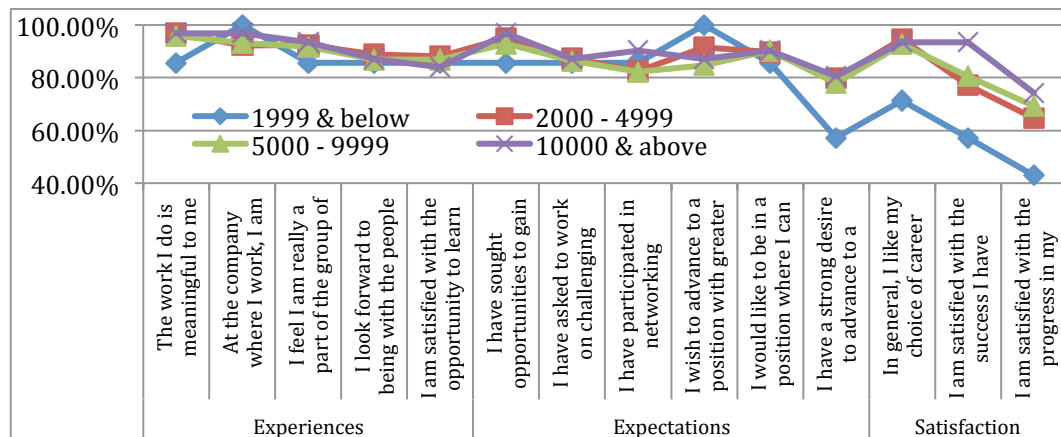 100.00%
80.00%
60.00%
40.00%
1999 & below
2000 - 4999
5000 - 9999
10000 & above
The work I do is
meaningful to me
At the company
where I work, I am
I feel I am really a
part of the group of
I look forward to
being with the people
I am satisfied with the
opportunity to learn
I have sought
opportunities to gain
I have asked to work
on challenging
I have participated in
networking
I wish to advance to a
position with greater
I would like to be in a
position where I can
I have a strong desire
to advance to a
In general, I like my
choice of career
I am satisfied with the
success I have
I am satisfied with the
progress in my
Experiences
Expectations
Satisfaction